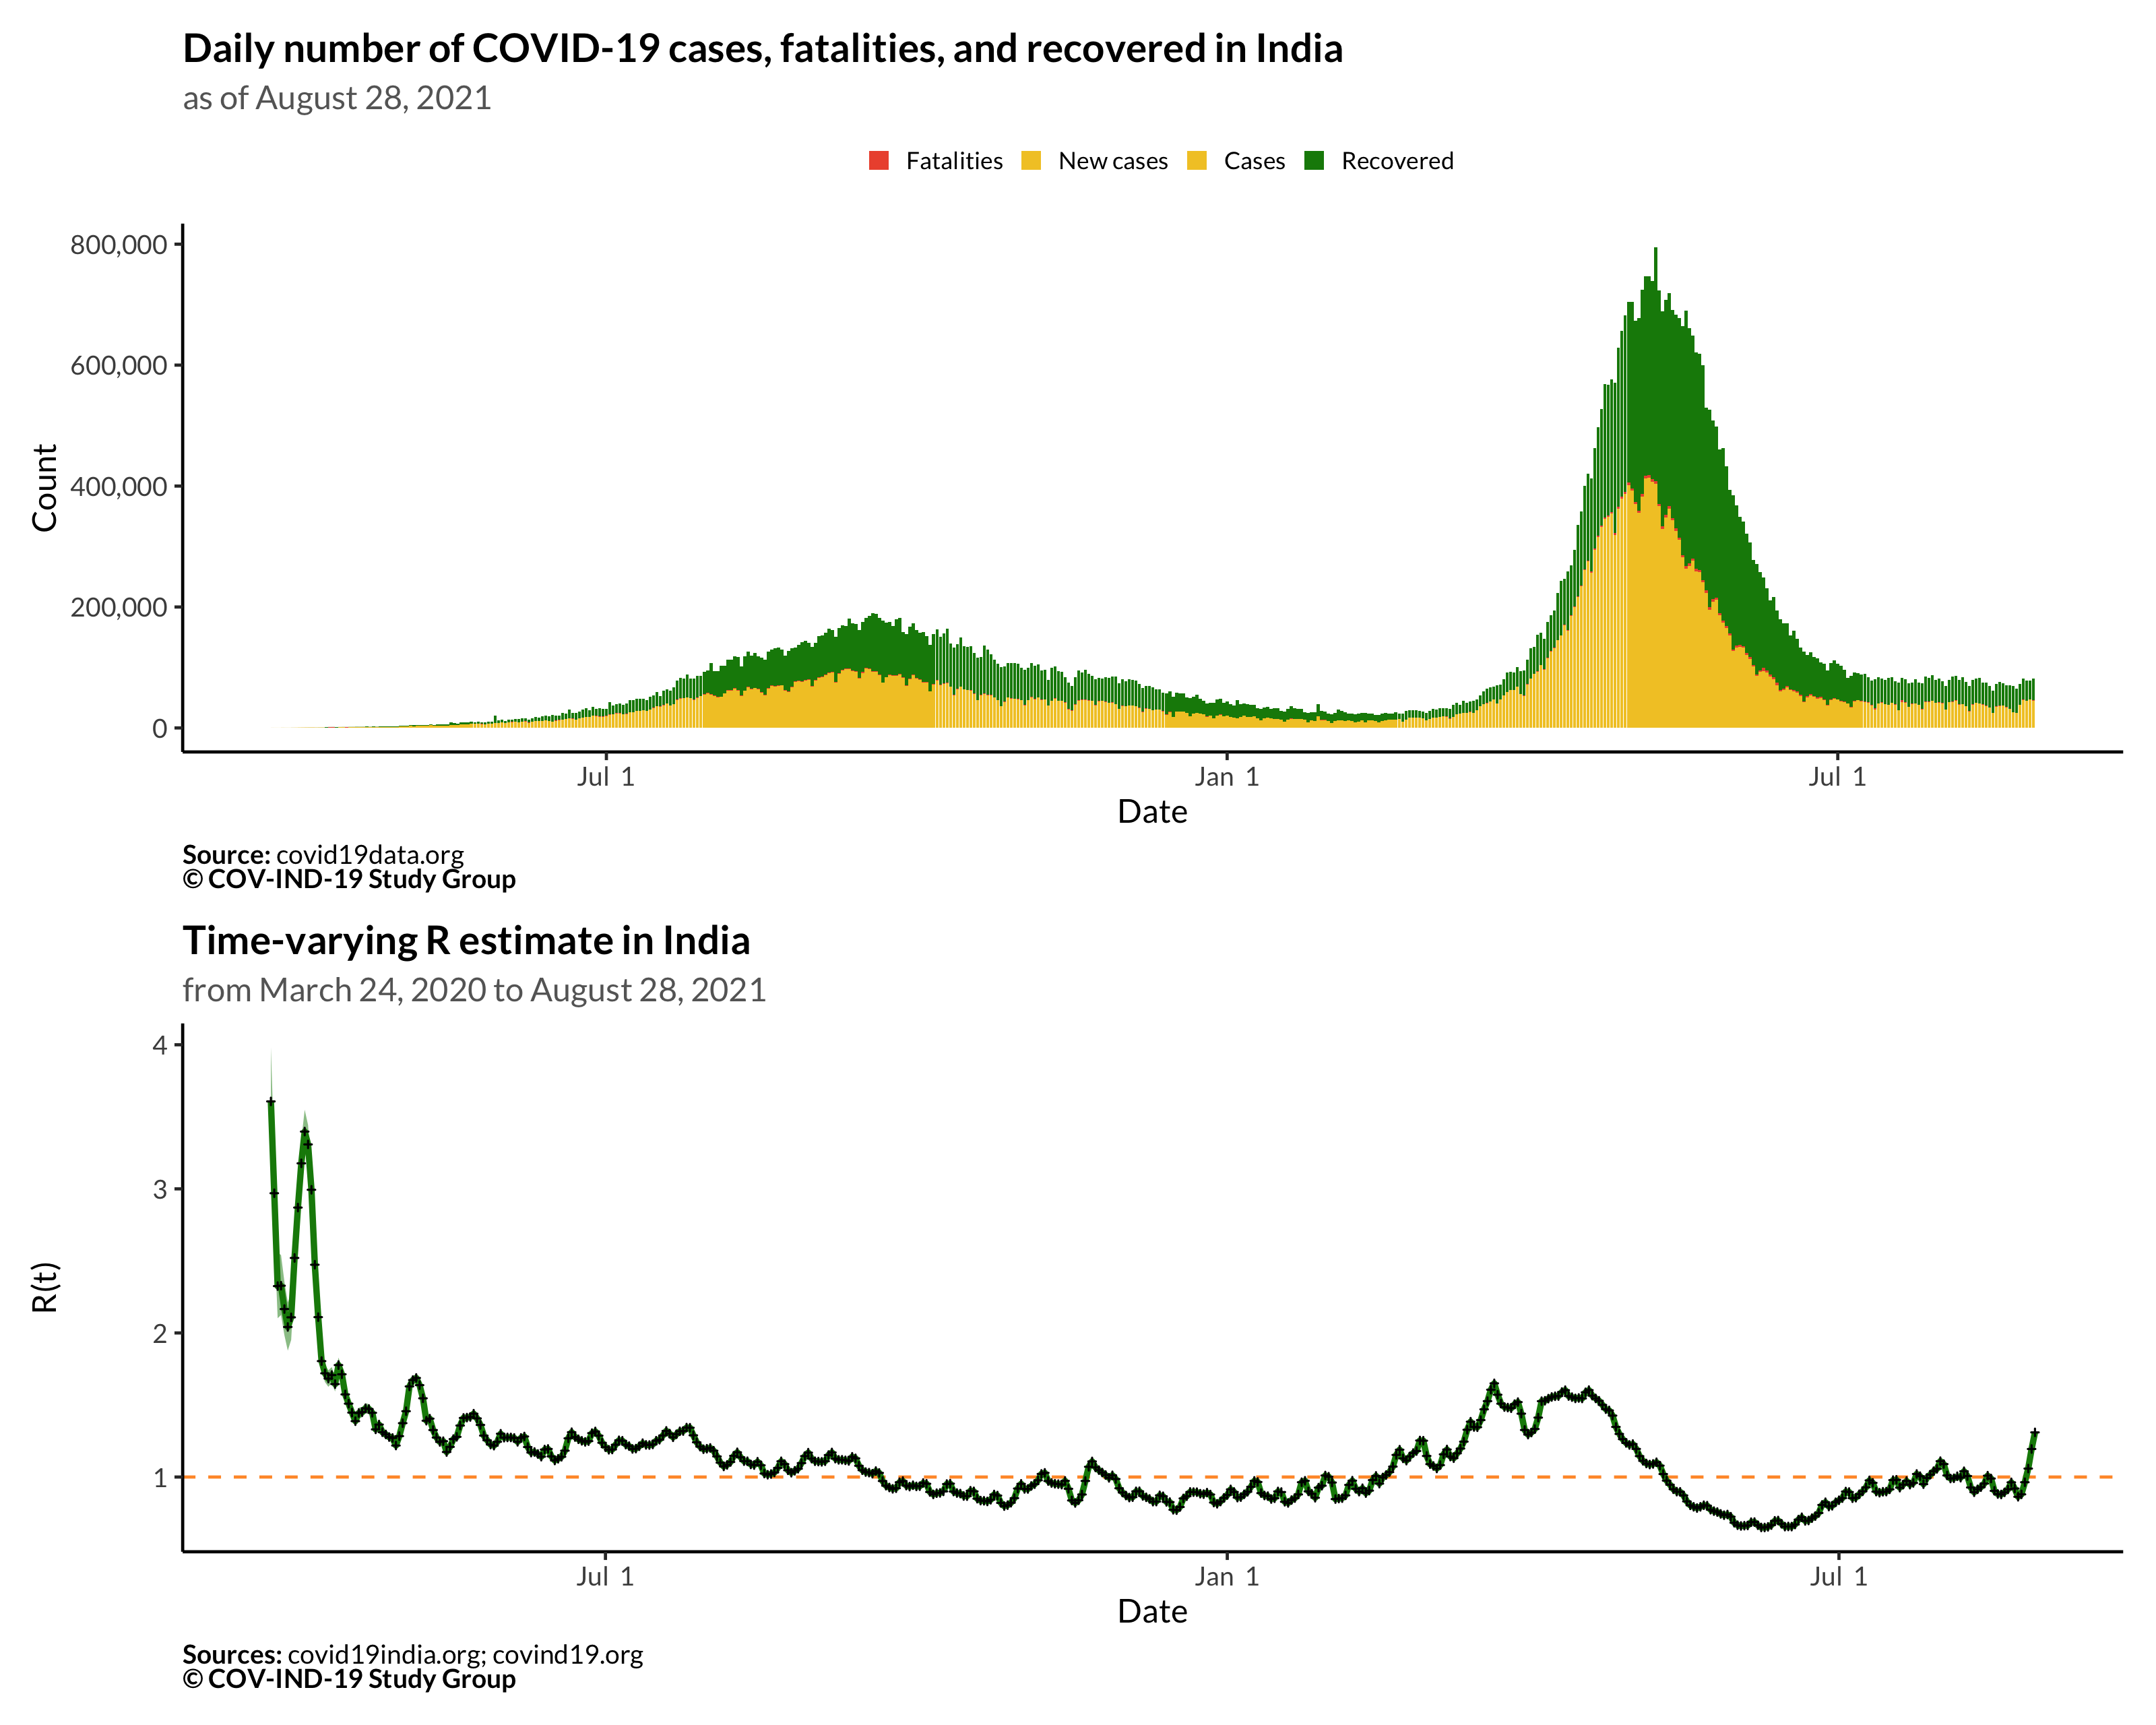 Daily number of COVID-19 cases, fatalities, and recovered in India
as of August 28, 2021
Fatalities New cases Cases Recovered
800,000
600,000
400,000
200,000
0
Count
Jul 1 Jan 1 Jul 1
Date
Source: covid19data.org
© COV-IND-19 Study Group
Time-varying R estimate in India
from March 24, 2020 to August 28, 2021
4
3
2
1
R(t)
Jul 1 Jan 1 Jul 1
Date
Sources: covid19india.org; covind19.org
© COV-IND-19 Study Group